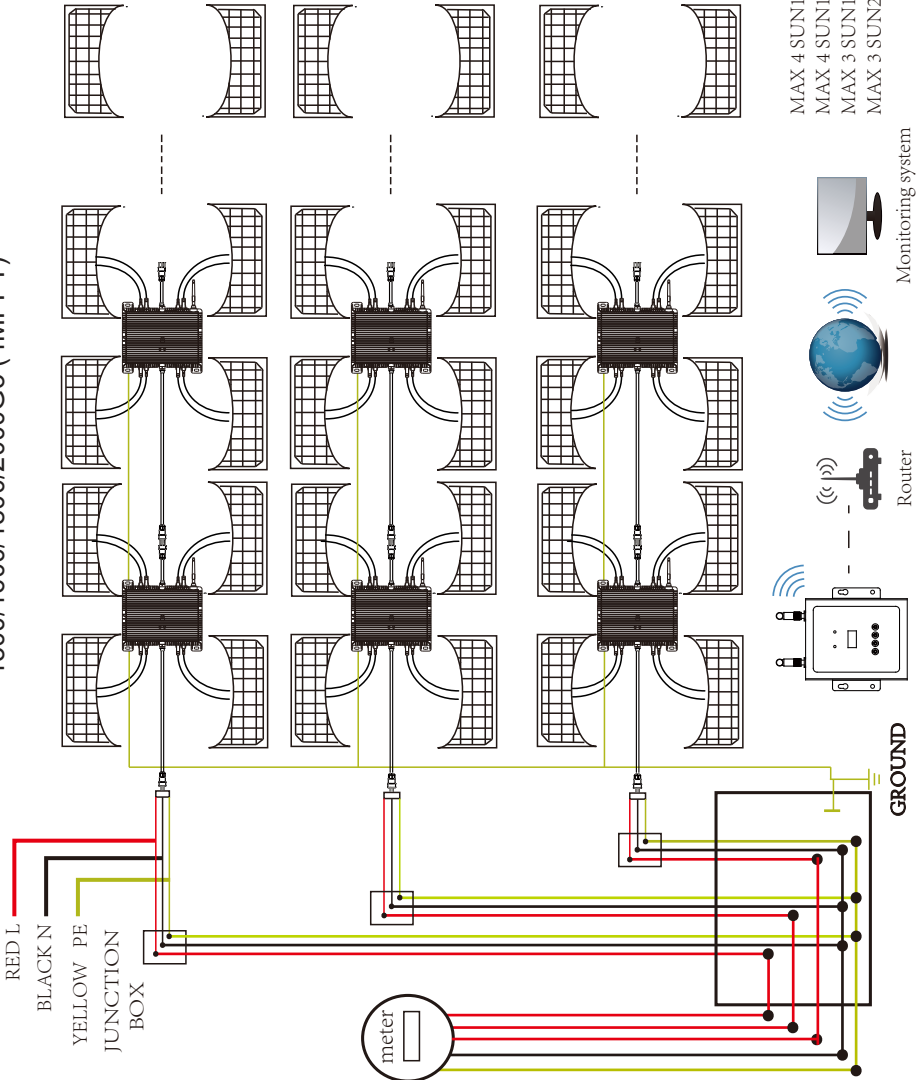 RED L
BLACK N
YELLOW PE
JUNCTION
BOX
meter
GROUND
Router
Monitoring system
MAX 4 SUN1
MAX 4 SUN1
MAX 3 SUN1
MAX 3 SUN2